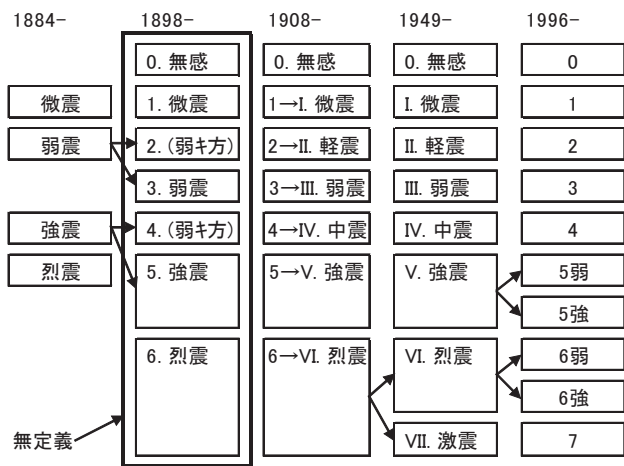 1884− 1898− 1908− 1949− 1996−
0. 無感 0. 無感 0. 無感 0
微震 1. 微震 1→I. 微震 I. 微震 1
弱震 2. (弱キ方) 2→II. 軽震 II. 軽震 2
3. 弱震 3→III. 弱震 III. 弱震 3
強震 4. (弱キ方) 4→IV. 中震 IV. 中震 4
烈震 5. 強震 5→V. 強震 V. 強震 5弱
5強
6. 烈震 6→VI. 烈震 VI. 烈震 6弱
6強
無定義 VII. 激震 7